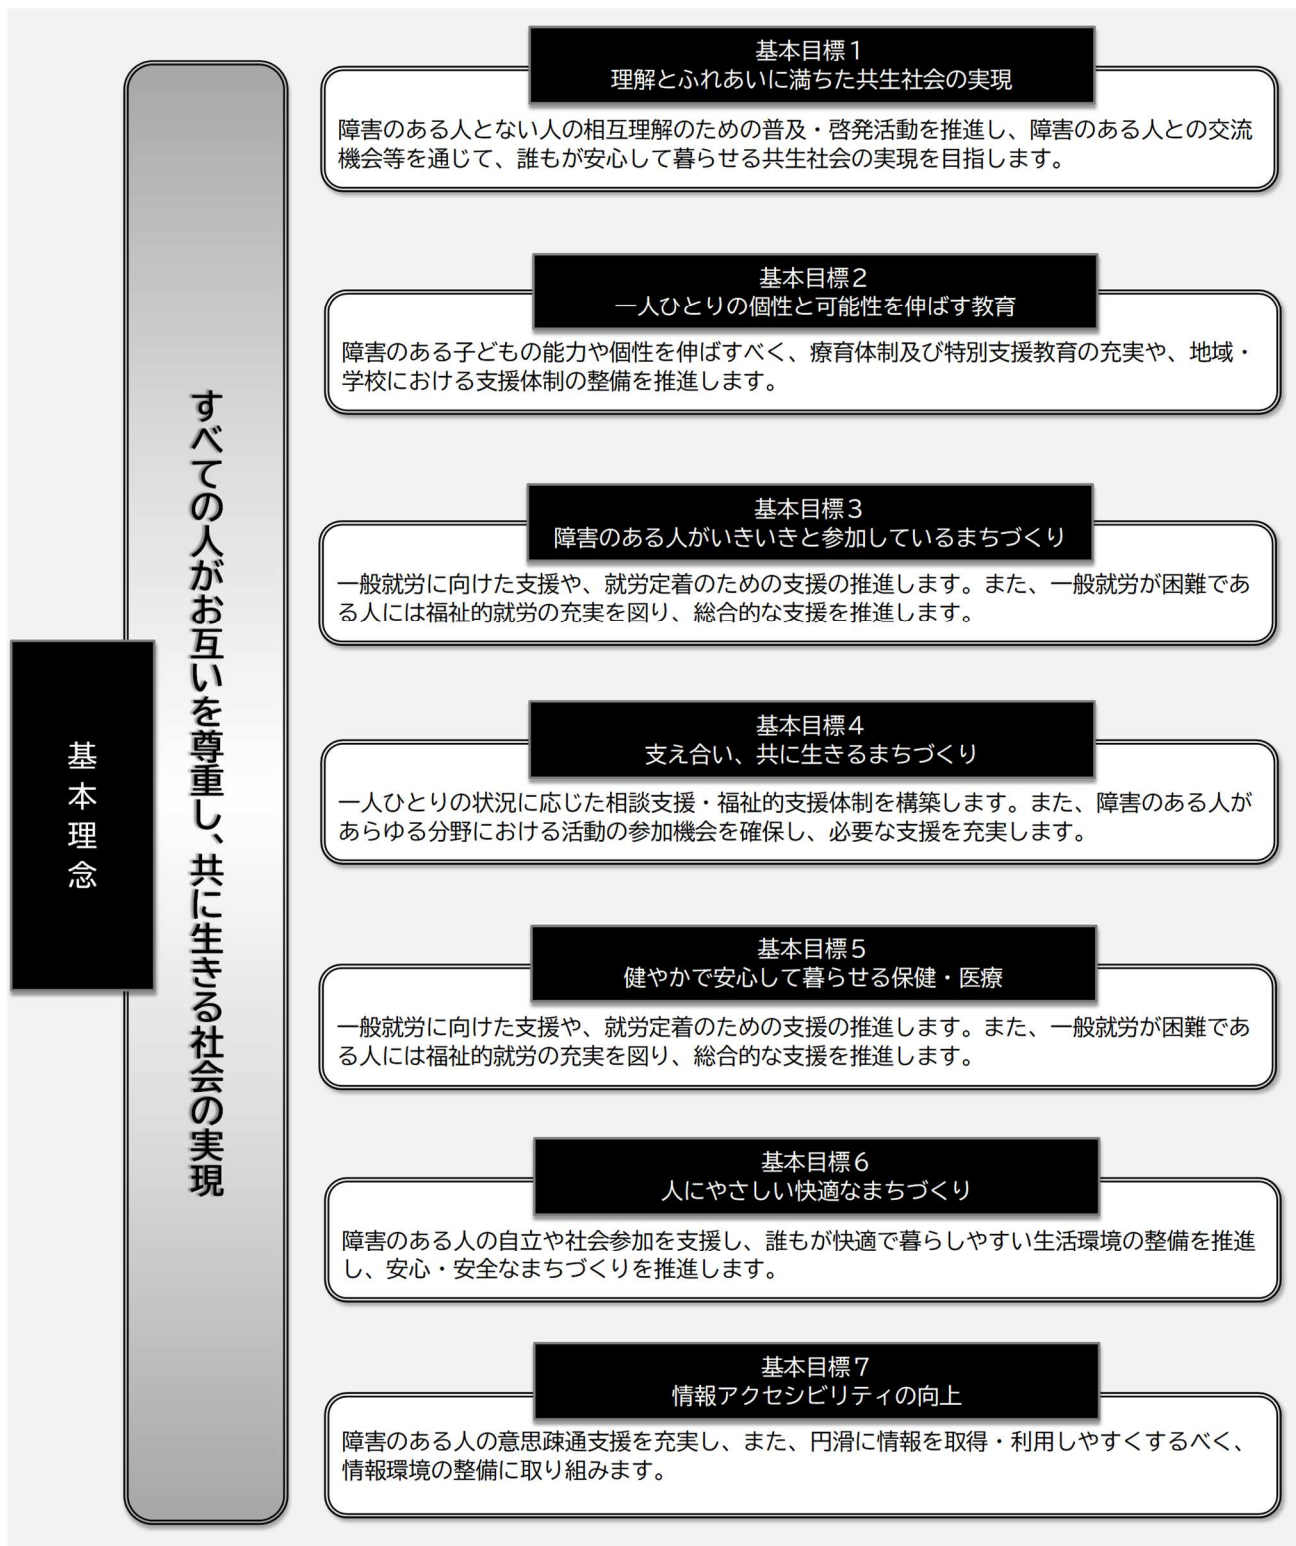 基本理念
すべての人がお互いを尊重し、共に生きる社会の実現
基本目標１
理解とふれあいに満ちた共生社会の実現
障害のある人とない人の相互理解のための普及・啓発活動を推進し、障害のある人との交流
機会等を通じて、誰もが安心して暮らせる共生社会の実現を目指します。
基本目標２
一人ひとりの個性と可能性を伸ばす教育
障害のある子どもの能力や個性を伸ばすべく、療育体制及び特別支援教育の充実や、地域・
学校における支援体制の整備を推進します。
基本目標３
障害のある人がいきいきと参加しているまちづくり
一般就労に向けた支援や、就労定着のための支援の推進します。また、一般就労が困難であ
る人には福祉的就労の充実を図り、総合的な支援を推進します。
基本目標４
支え合い、共に生きるまちづくり
一人ひとりの状況に応じた相談支援・福祉的支援体制を構築します。また、障害のある人が
あらゆる分野における活動の参加機会を確保し、必要な支援を充実します。
基本目標５
健やかで安心して暮らせる保健・医療
一般就労に向けた支援や、就労定着のための支援の推進します。また、一般就労が困難であ
る人には福祉的就労の充実を図り、総合的な支援を推進します。
基本目標６
人にやさしい快適なまちづくり
障害のある人の自立や社会参加を支援し、誰もが快適で暮らしやすい生活環境の整備を推進
し、安心・安全なまちづくりを推進します。
基本目標７
情報アクセシビリティの向上
障害のある人の意思疎通支援を充実し、また、円滑に情報を取得・利用しやすくするべく、
情報環境の整備に取り組みます。